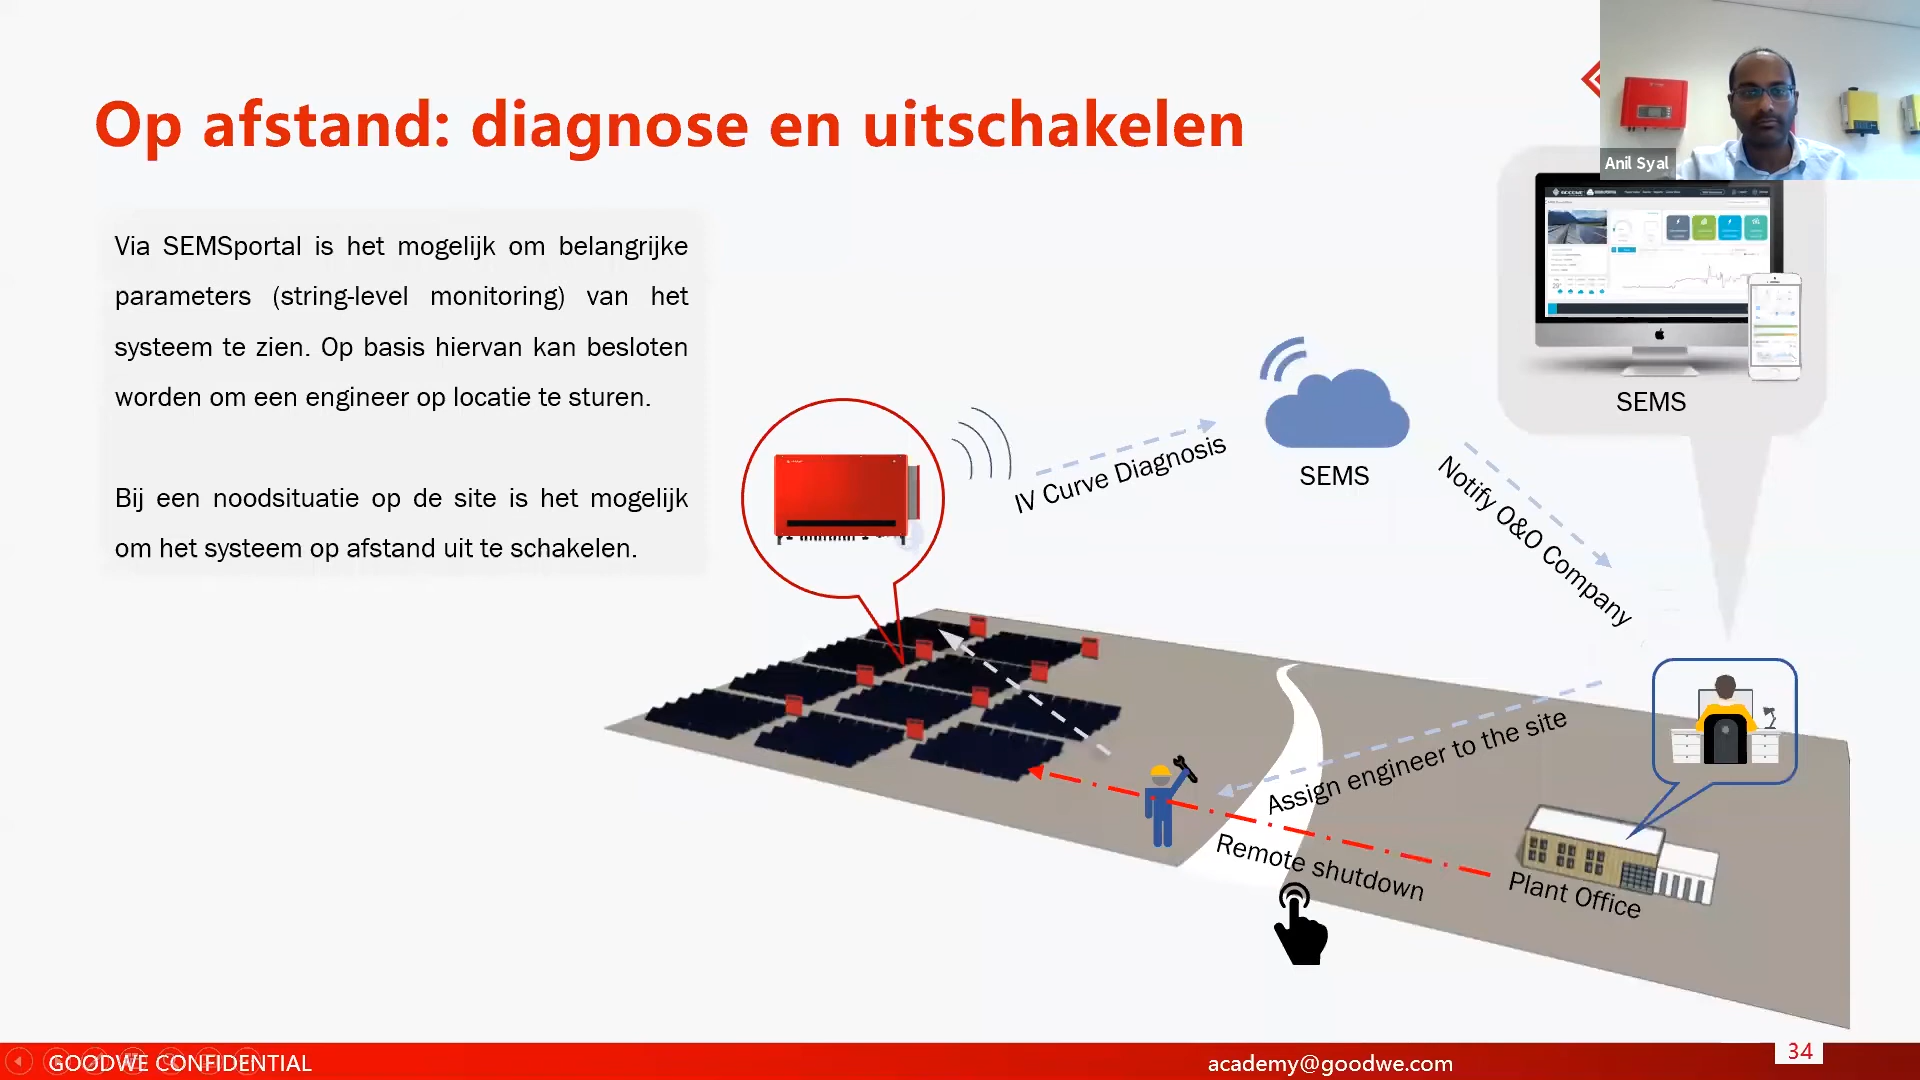 Op afstand: diagnose en uitschakelen
Anil Syal
Via SEMSportal is het mogelijk om belangrijke
parameters (string-level monitoring) van het
systeem te zien. Op basis hiervan kan besloten
worden om een engineer op locatie te sturen.
Bij een noodsituatie op de site is het mogelijk
om het systeem op afstand uit te schakelen.
SEMS
IV Curve Diagnosis
SEMS
Notify O&O Company
Assign engineer to the site
Remote shutdown
Plant Office
GOODWE CONFIDENTIAL
academy@goodwe.com
34